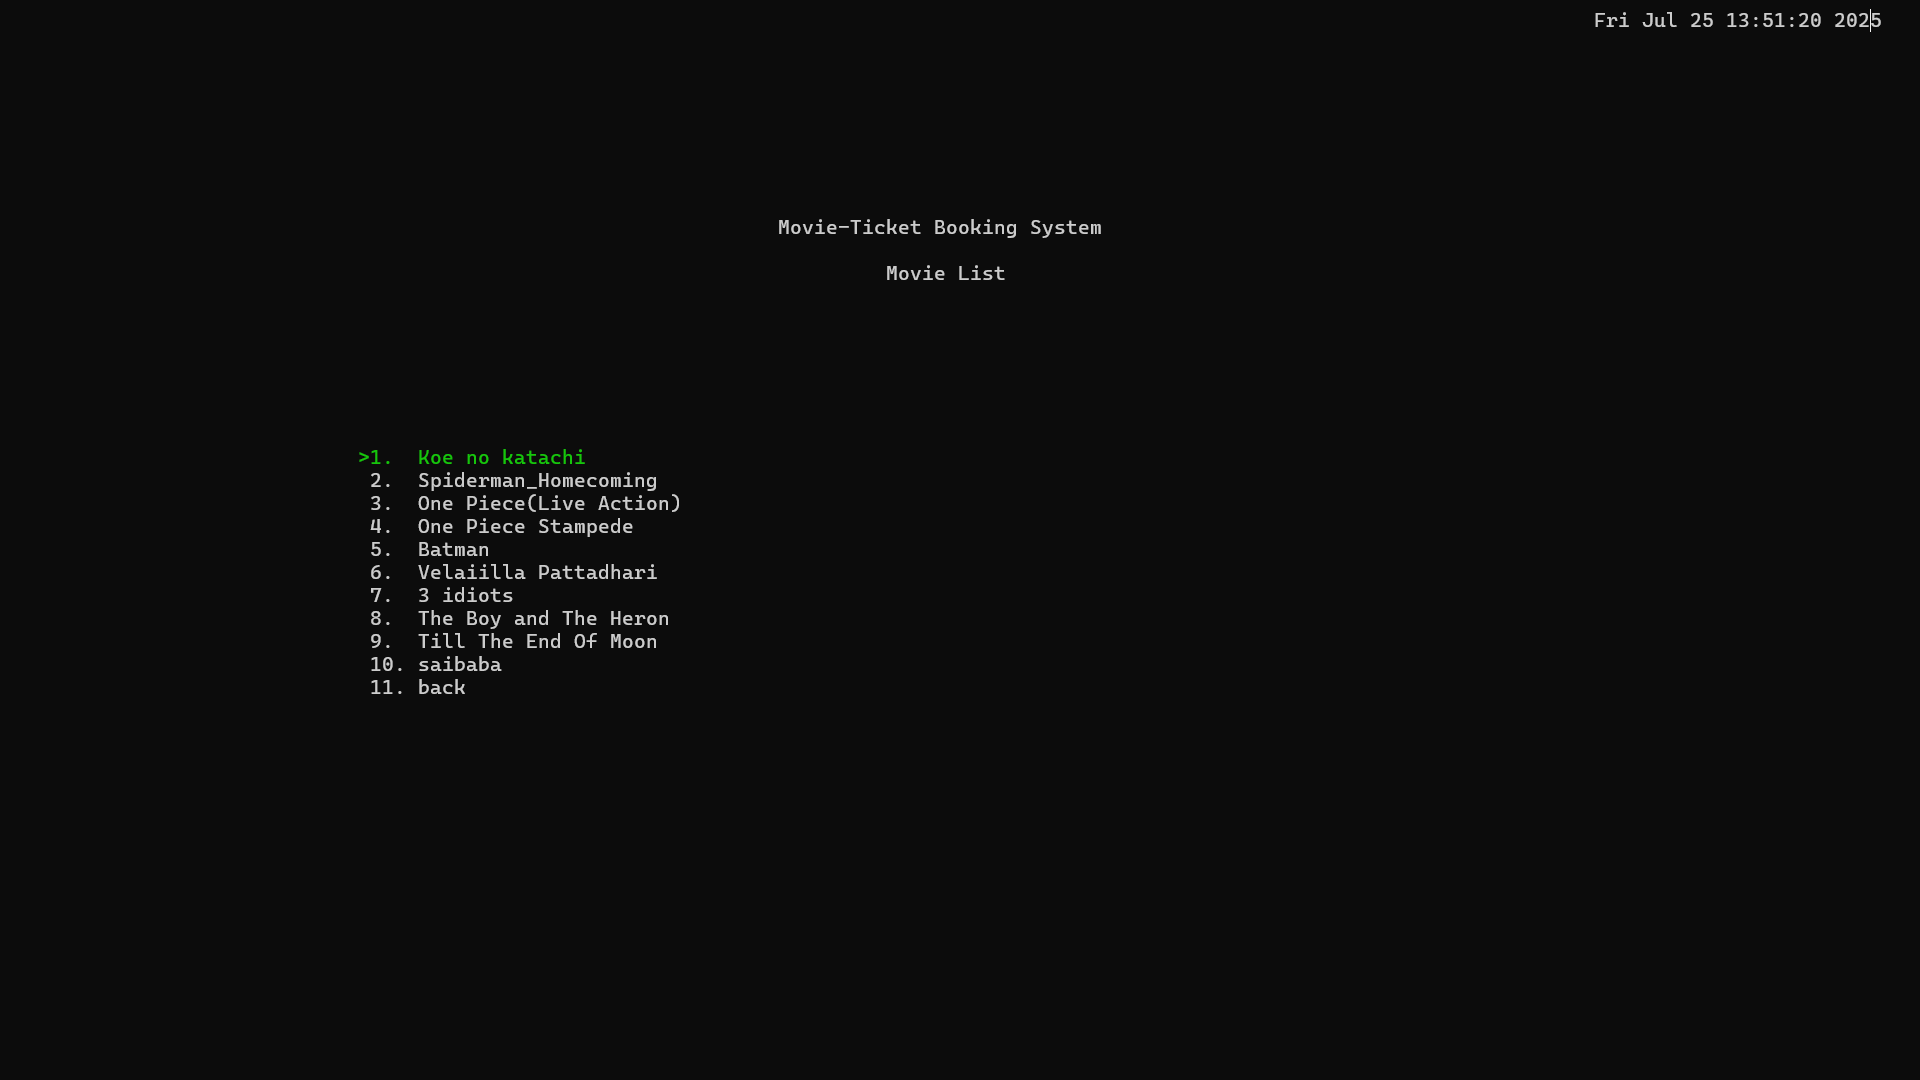 Fri Jul 25 13:51:20 2025
Movie-Ticket Booking System
Movie List
>1.  Koe no katachi
2.  Spiderman_Homecoming
3.  One Piece(Live Action)
4.  One Piece Stampede
5.  Batman
6.  Velaiilla Pattadhari
7.  3 idiots
8.  The Boy and The Heron
9.  Till The End Of Moon
10. saibaba
11. back